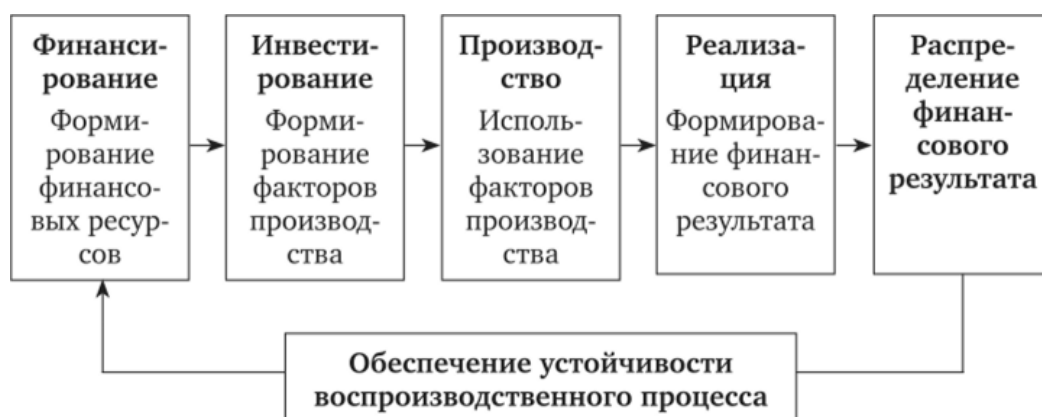 Финанси-
рование
Форми-
рование
финансо-
вых ресур-
сов
Инвести-
рование
Форми-
рование
факторов
производ-
ства
Производ-
ство
Исполь-
зование
факторов
производ-
ства
Реализа-
ция
Формирова-
ние финан-
сового
результата
Распре-
деление
финан-
сового
результата
Обеспечение устойчивости
воспроизводственного процесса